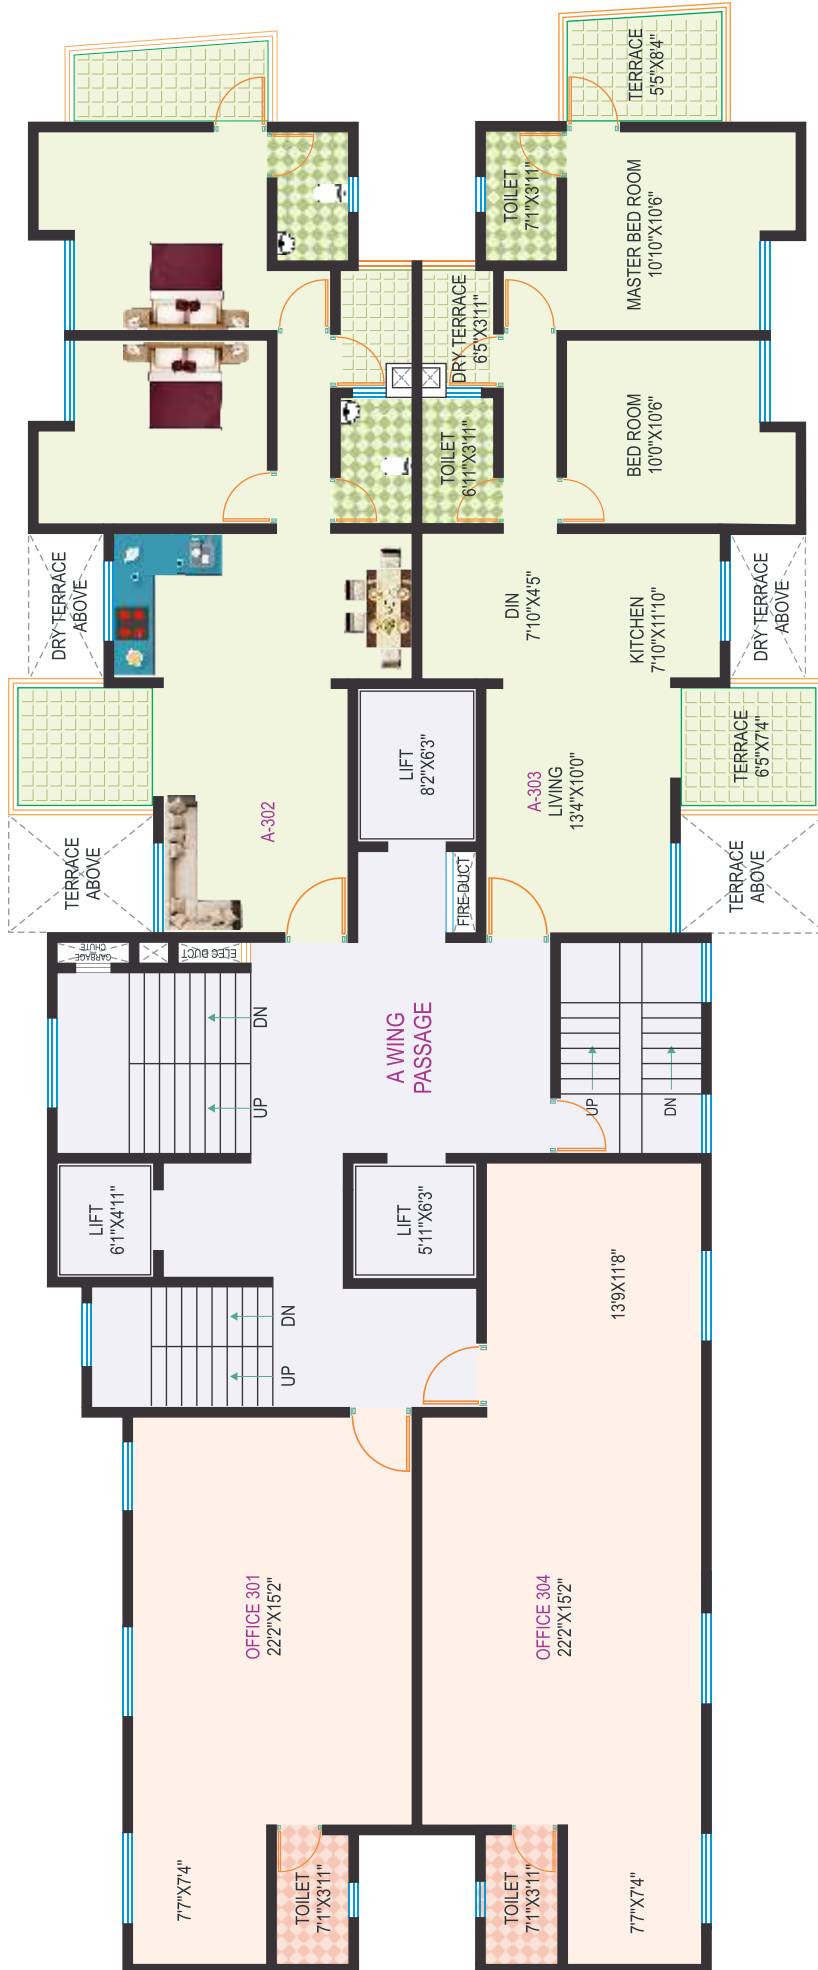 TERRACE
5'5"X8'4"
TOILET
7'1"X3'11"
MASTER BED ROOM
10'10"X10'6"
DRY TERRACE
6'5"X3'11"
TOILET
6'11"X3'11"
BED ROOM
10'0"X10'6"
DRY TERRACE
ABOVE
DIN
7'10"X4'5"
KITCHEN
7'10"X11'10"
DRY TERRACE
ABOVE
LIFT
8'2"X6'3"
TERRACE
6'5"X7'4"
A-302
A-303
LIVING
13'4"X10'0"
TERRACE
ABOVE
TERRACE
ABOVE
FIRE DUCT
GARBAGE
CHUTE
ELEC DUCT
DN
UP
A WING
PASSAGE
UP
DN
LIFT
6'1"X4'11"
LIFT
5'11"X6'3"
13'9X11'8"
DN
UP
OFFICE 301
22'2"X15'2"
OFFICE 304
22'2"X15'2"
7'7"X7'4"
TOILET
7'1"X3'11"
TOILET
7'1"X3'11"
7'7"X7'4"